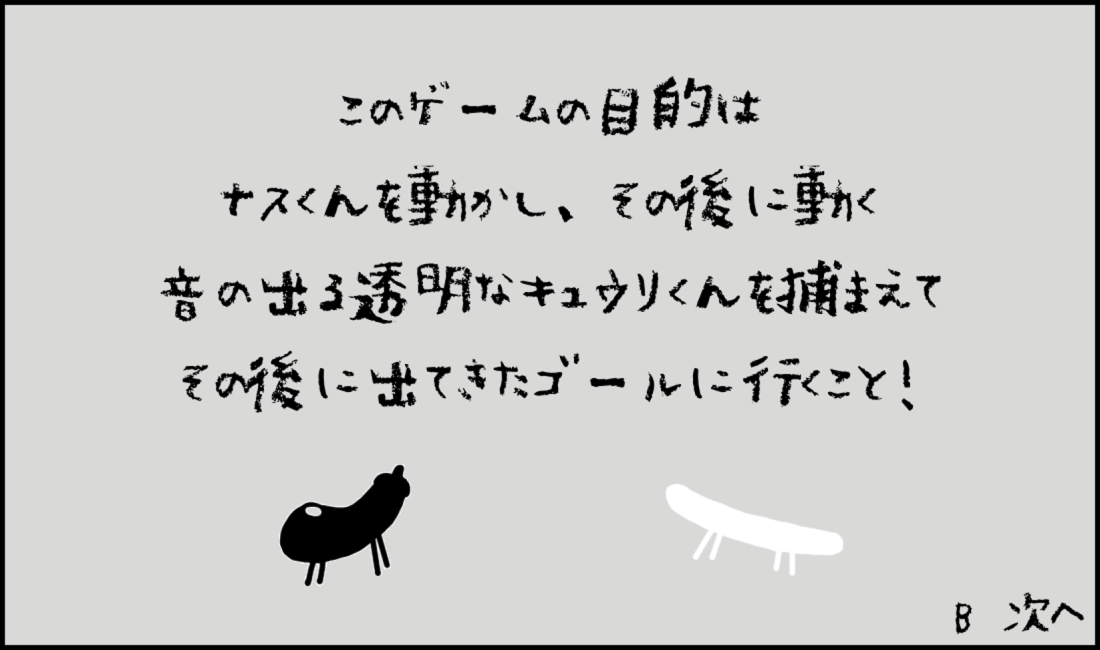 このゲームの目的は
ナスくんを動かし、その後に動く
音の出る透明なキュウリくんを捕まえて
その後に出てきたゴールに行くこと!
B 次へ